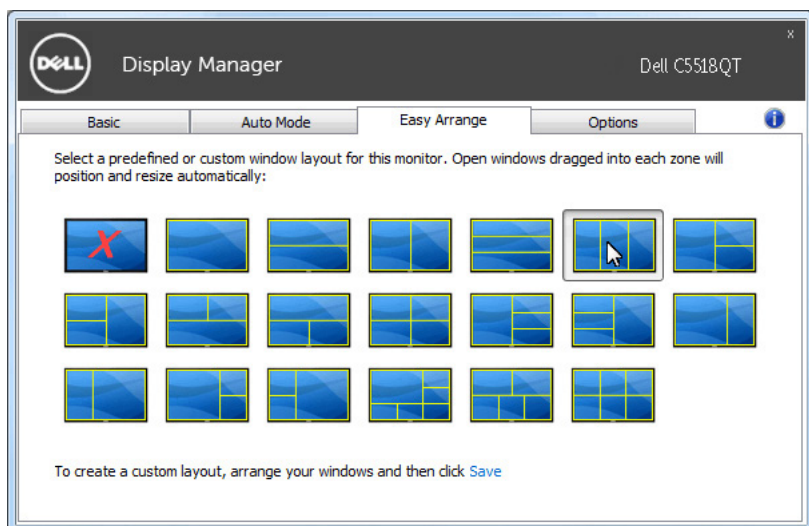 DELL
Display Manager
Dell C5518QT
x
Basic
Auto Mode
Easy Arrange
Options
i
Select a predefined or custom window layout for this monitor. Open windows dragged into each zone will
position and resize automatically:
X
To create a custom layout, arrange your windows and then click Save